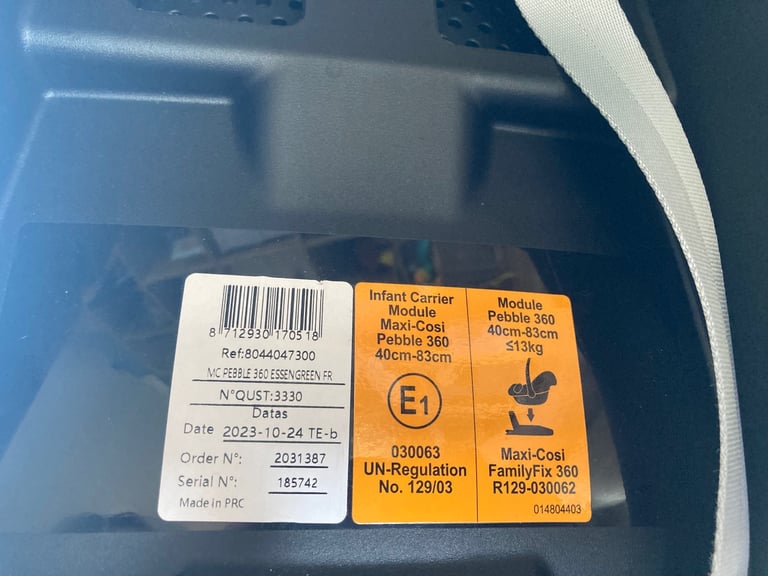 8 712930 170518
Ref:8044047300
MC PEBBLE 360 ESSENGREEN FR
N°QUST:3330
Datas
Date 2023-10-24 TE-b
Order N°: 2031387
Serial N°: 185742
Made in PRC
Infant Carrier
Module
Maxi-Cosi
Pebble 360
40cm-83cm
E1
030063
UN-Regulation
No. 129/03
Module
Pebble 360
40cm-83cm
≤13kg
Maxi-Cosi
FamilyFix 360
R129-030062
014804403